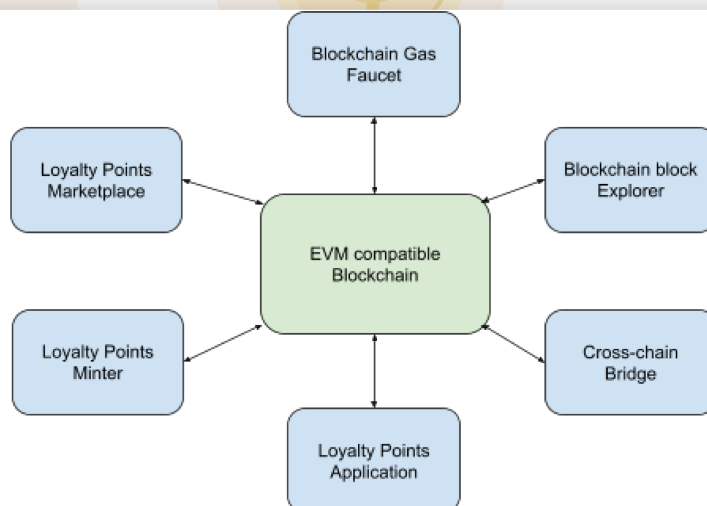 Blockchain Gas
Faucet
Loyalty Points
Marketplace
Blockchain block
Explorer
EVM compatible
Blockchain
Loyalty Points
Minter
Cross-chain
Bridge
Loyalty Points
Application